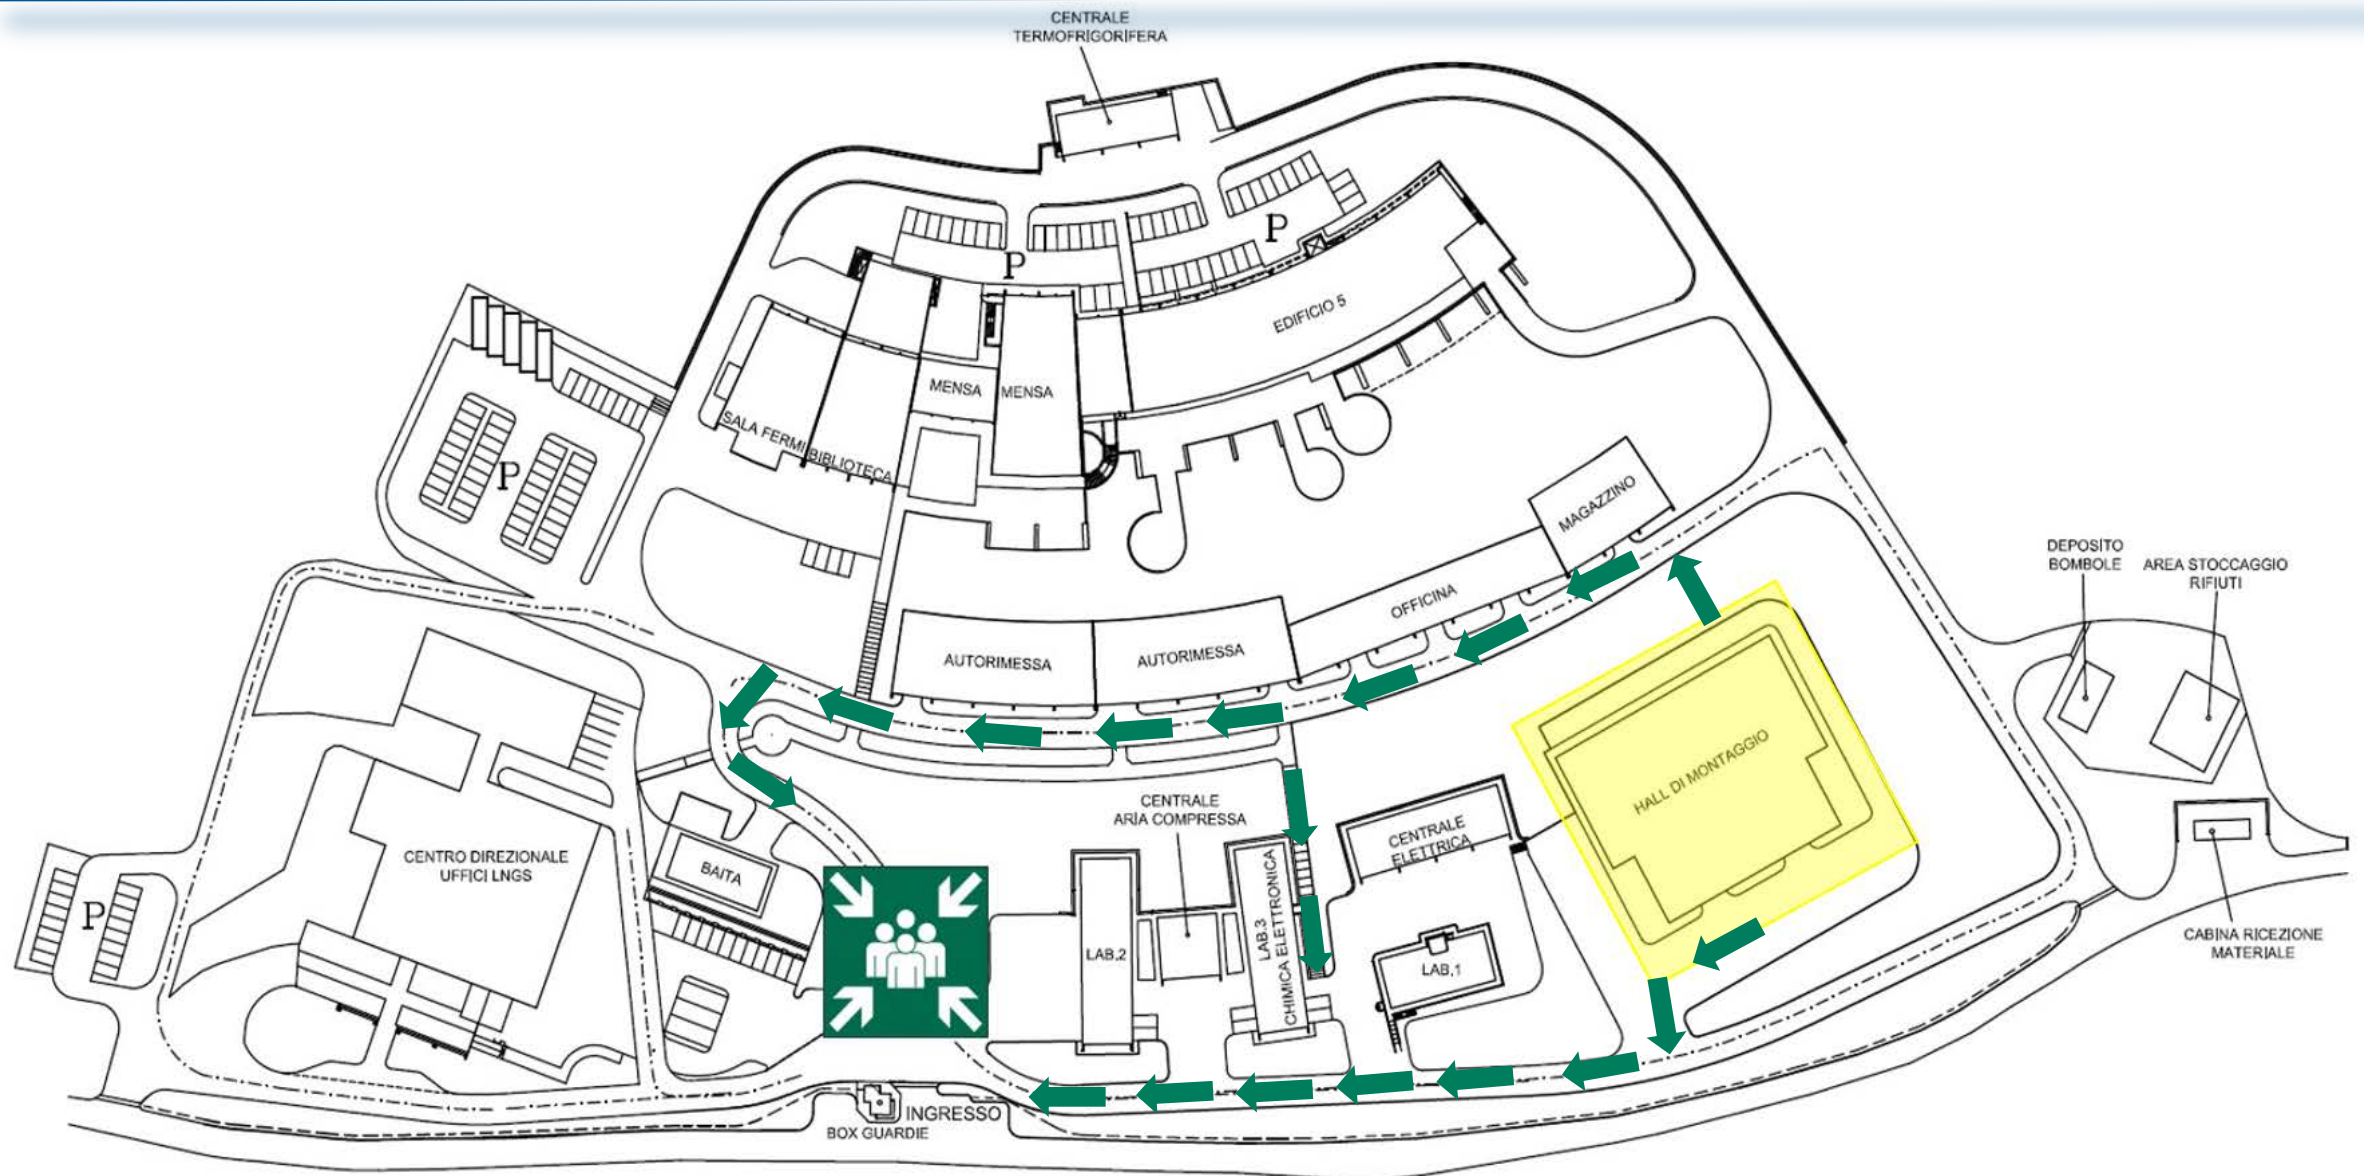 CENTRALE
TERMOFRIGORIFERA
P
P
EDIFICIO 5
MENSA
MENSA
SALA FERMI
BIBLIOTECA
P
MAGAZZINO
OFFICINA
AUTORIMESSA
AUTORIMESSA
DEPOSITO
BOMBOLE
AREA STOCCAGGIO
RIFIUTI
HALL DI MONTAGGIO
CENTRALE
ARIA COMPRESSA
CENTRALE
ELETTRICA
CENTRO DIREZIONALE
UFFICI LNGS
BAITA
P
LAB.2
LAB.3
CHIMICA ELETTRONICA
LAB.1
CABINA RICEZIONE
MATERIALE
INGRESSO
BOX GUARDIE